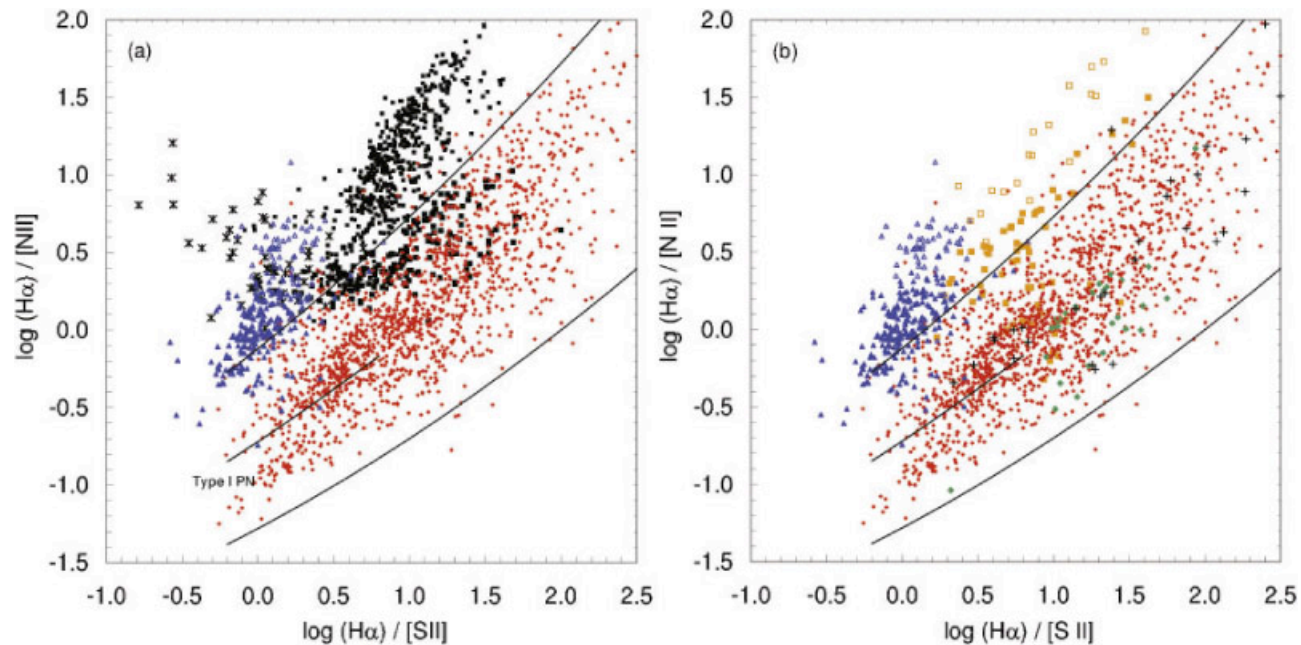 (a)
2.0
1.5
1.0
0.5
0.0
-0.5
-1.0
-1.5
log (Hα) / [NII]
Type I PN
-1.0 -0.5 0.0 0.5 1.0 1.5 2.0 2.5
log (Hα) / [SII]
(b)
2.0
1.5
1.0
0.5
0.0
-0.5
-1.0
-1.5
log (Hα) / [N II]
-1.0 -0.5 0.0 0.5 1.0 1.5 2.0 2.5
log (Hα) / [S II]